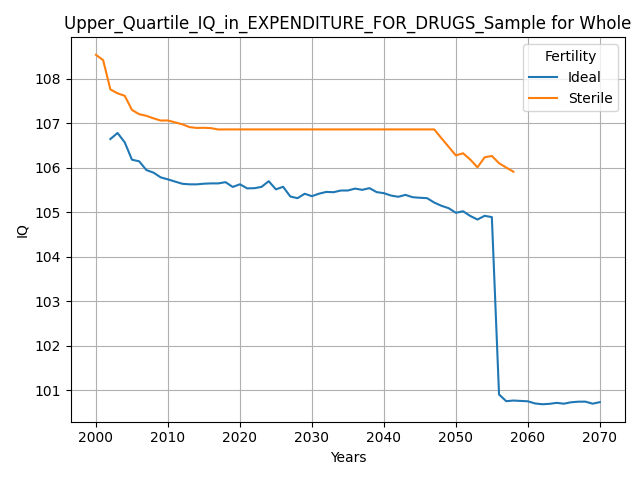 Upper_Quartile_IQ_in_EXPENDITURE_FOR_DRUGS_Sample for Whole
Fertility
Ideal
Sterile
108
107
106
105
104
103
102
101
IQ
2000 2010 2020 2030 2040 2050 2060 2070
Years